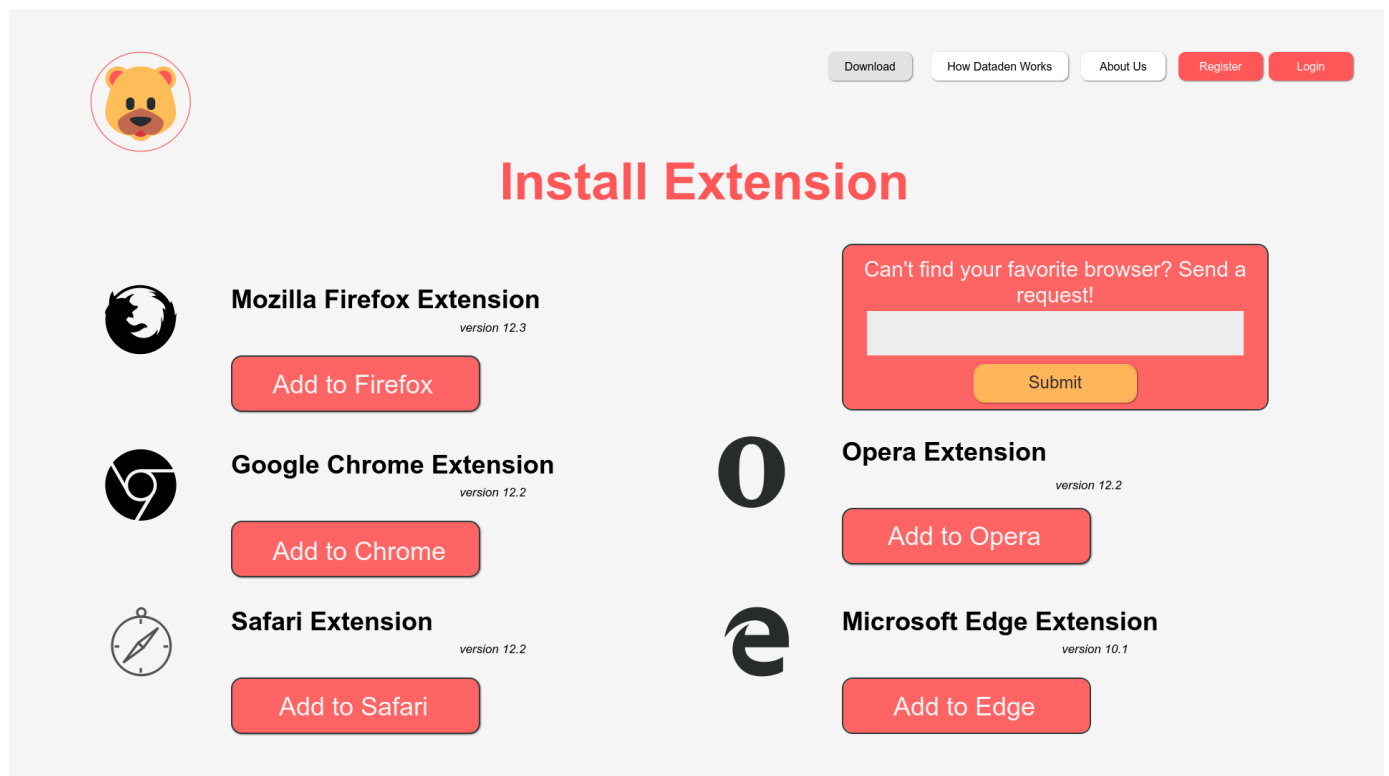 Download
How Dataden Works
About Us
Register
Login
Install Extension
Mozilla Firefox Extension
version 12.3
Add to Firefox
Can't find your favorite browser? Send a
request!
Submit
Google Chrome Extension
version 12.2
Add to Chrome
Opera Extension
version 12.2
Add to Opera
Safari Extension
version 12.2
Add to Safari
Microsoft Edge Extension
version 10.1
Add to Edge